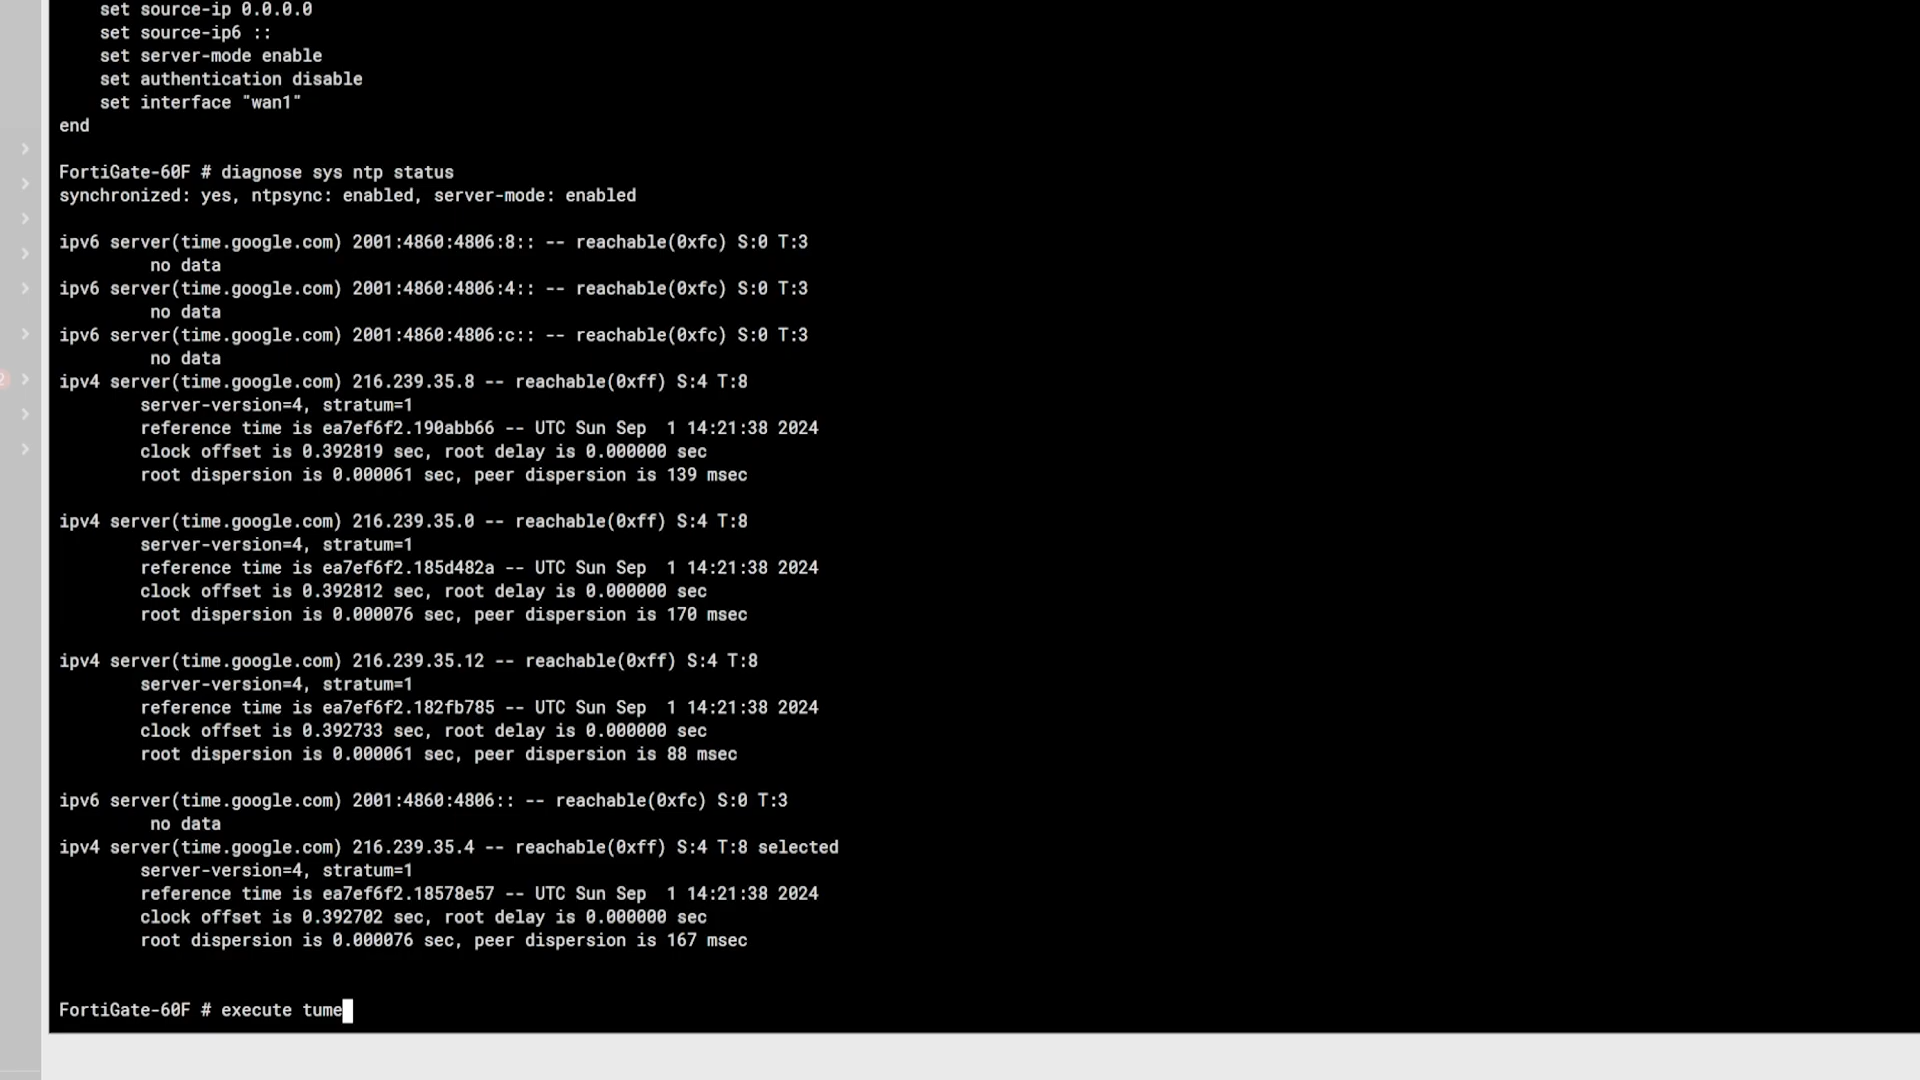 set source-ip 0.0.0.0
set source-ip6 ::
set server-mode enable
set authentication disable
set interface "wan1"
end
FortiGate-60F # diagnose sys ntp status
synchronized: yes, ntpsync: enabled, server-mode: enabled
ipv6 server(time.google.com) 2001:4860:4806:8:: -- reachable(0xfc) S:0 T:3
no data
ipv6 server(time.google.com) 2001:4860:4806:4:: -- reachable(0xfc) S:0 T:3
no data
ipv6 server(time.google.com) 2001:4860:4806:c:: -- reachable(0xfc) S:0 T:3
no data
ipv4 server(time.google.com) 216.239.35.8 -- reachable(0xff) S:4 T:8
server-version=4, stratum=1
reference time is ea7ef6f2.190abb66 -- UTC Sun Sep  1 14:21:38 2024
clock offset is 0.392819 sec, root delay is 0.000000 sec
root dispersion is 0.000061 sec, peer dispersion is 139 msec
ipv4 server(time.google.com) 216.239.35.0 -- reachable(0xff) S:4 T:8
server-version=4, stratum=1
reference time is ea7ef6f2.185d482a -- UTC Sun Sep  1 14:21:38 2024
clock offset is 0.392812 sec, root delay is 0.000000 sec
root dispersion is 0.000076 sec, peer dispersion is 170 msec
ipv4 server(time.google.com) 216.239.35.12 -- reachable(0xff) S:4 T:8
server-version=4, stratum=1
reference time is ea7ef6f2.182fb785 -- UTC Sun Sep  1 14:21:38 2024
clock offset is 0.392733 sec, root delay is 0.000000 sec
root dispersion is 0.000061 sec, peer dispersion is 88 msec
ipv6 server(time.google.com) 2001:4860:4806:: -- reachable(0xfc) S:0 T:3
no data
ipv4 server(time.google.com) 216.239.35.4 -- reachable(0xff) S:4 T:8 selected
server-version=4, stratum=1
reference time is ea7ef6f2.18578e57 -- UTC Sun Sep  1 14:21:38 2024
clock offset is 0.392702 sec, root delay is 0.000000 sec
root dispersion is 0.000076 sec, peer dispersion is 167 msec
FortiGate-60F # execute tume